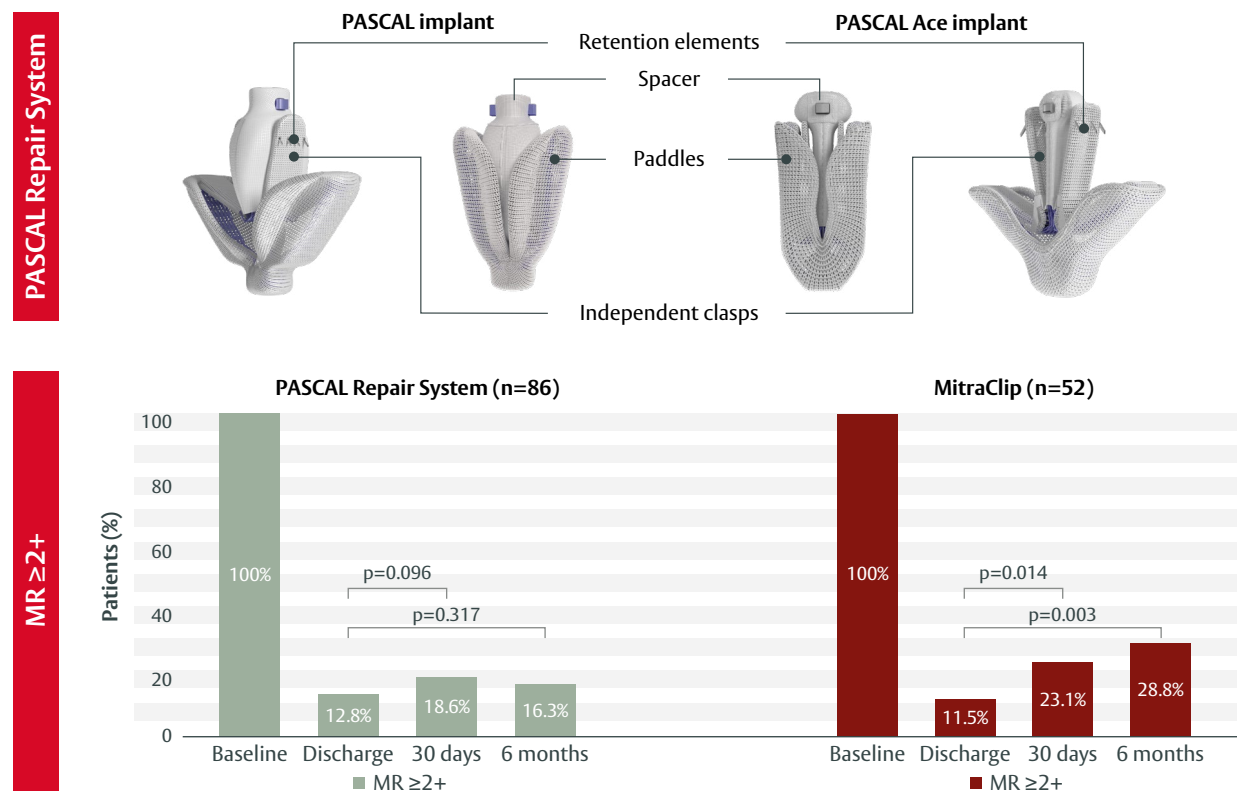 PASCAL Repair System
PASCAL implant
PASCAL Ace implant
Retention elements
Spacer
Paddles
Independent clasps
MR ≥2+
PASCAL Repair System (n=86)
MitraClip (n=52)
Patients (%)
100
80
60
40
20
0
100%
12.8%
18.6%
16.3%
p=0.096
p=0.317
Baseline
Discharge
30 days
6 months
MR ≥2+
100%
11.5%
23.1%
28.8%
p=0.014
p=0.003
Baseline
Discharge
30 days
6 months
MR ≥2+